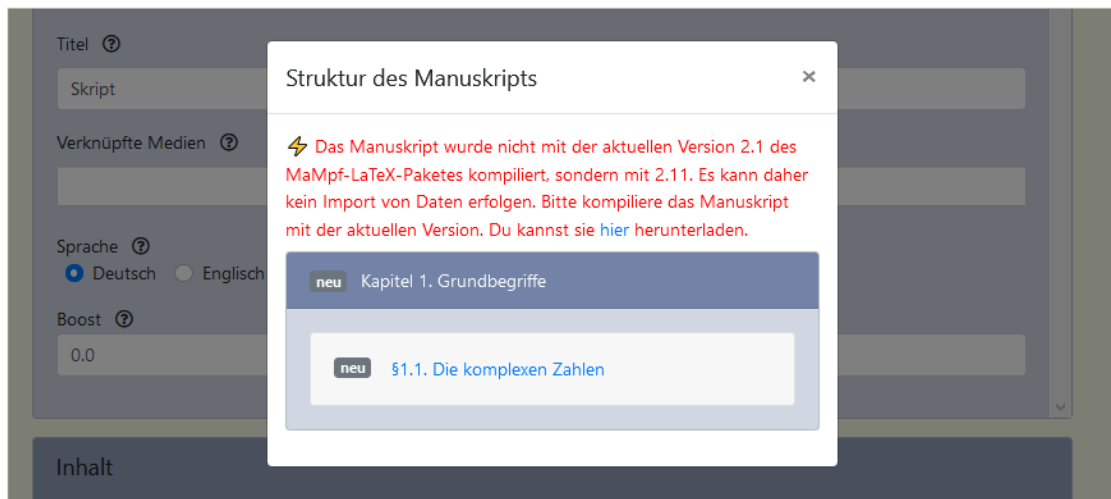 Titel
Skript
Verknüpfte Medien
Sprache
Deutsch Englisch
Boost
0.0
Inhalt
Struktur des Manuskripts ×
⚡ Das Manuskript wurde nicht mit der aktuellen Version 2.1 des
MaMpf-LaTeX-Paketes kompiliert, sondern mit 2.11. Es kann daher
kein Import von Daten erfolgen. Bitte kompiliere das Manuskript
mit der aktuellen Version. Du kannst sie hier herunterladen.
neu Kapitel 1. Grundbegriffe
neu §1.1. Die komplexen Zahlen